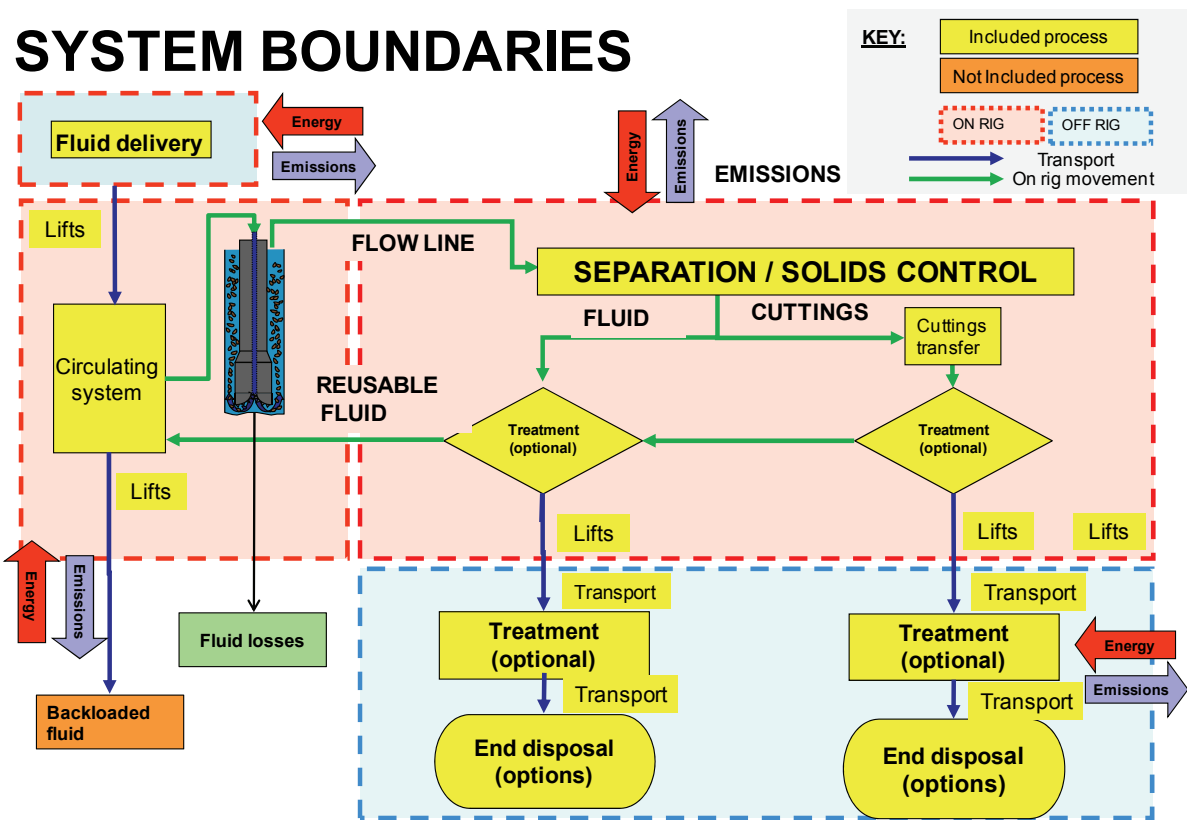 SYSTEM BOUNDARIES
KEY:
Included process
Not Included process
ON RIG
OFF RIG
Transport
On rig movement
Fluid delivery
Energy
Emissions
Energy
Emissions
EMISSIONS
Lifts
FLOW LINE
SEPARATION / SOLIDS CONTROL
FLUID
CUTTINGS
Cuttings
transfer
Circulating
system
REUSABLE
FLUID
Treatment
(optional)
Treatment
(optional)
Lifts
Lifts
Lifts
Lifts
Energy
Emissions
Transport
Transport
Fluid losses
Treatment
(optional)
Treatment
(optional)
Energy
Emissions
Transport
Transport
Backloaded
fluid
End disposal
(options)
End disposal
(options)